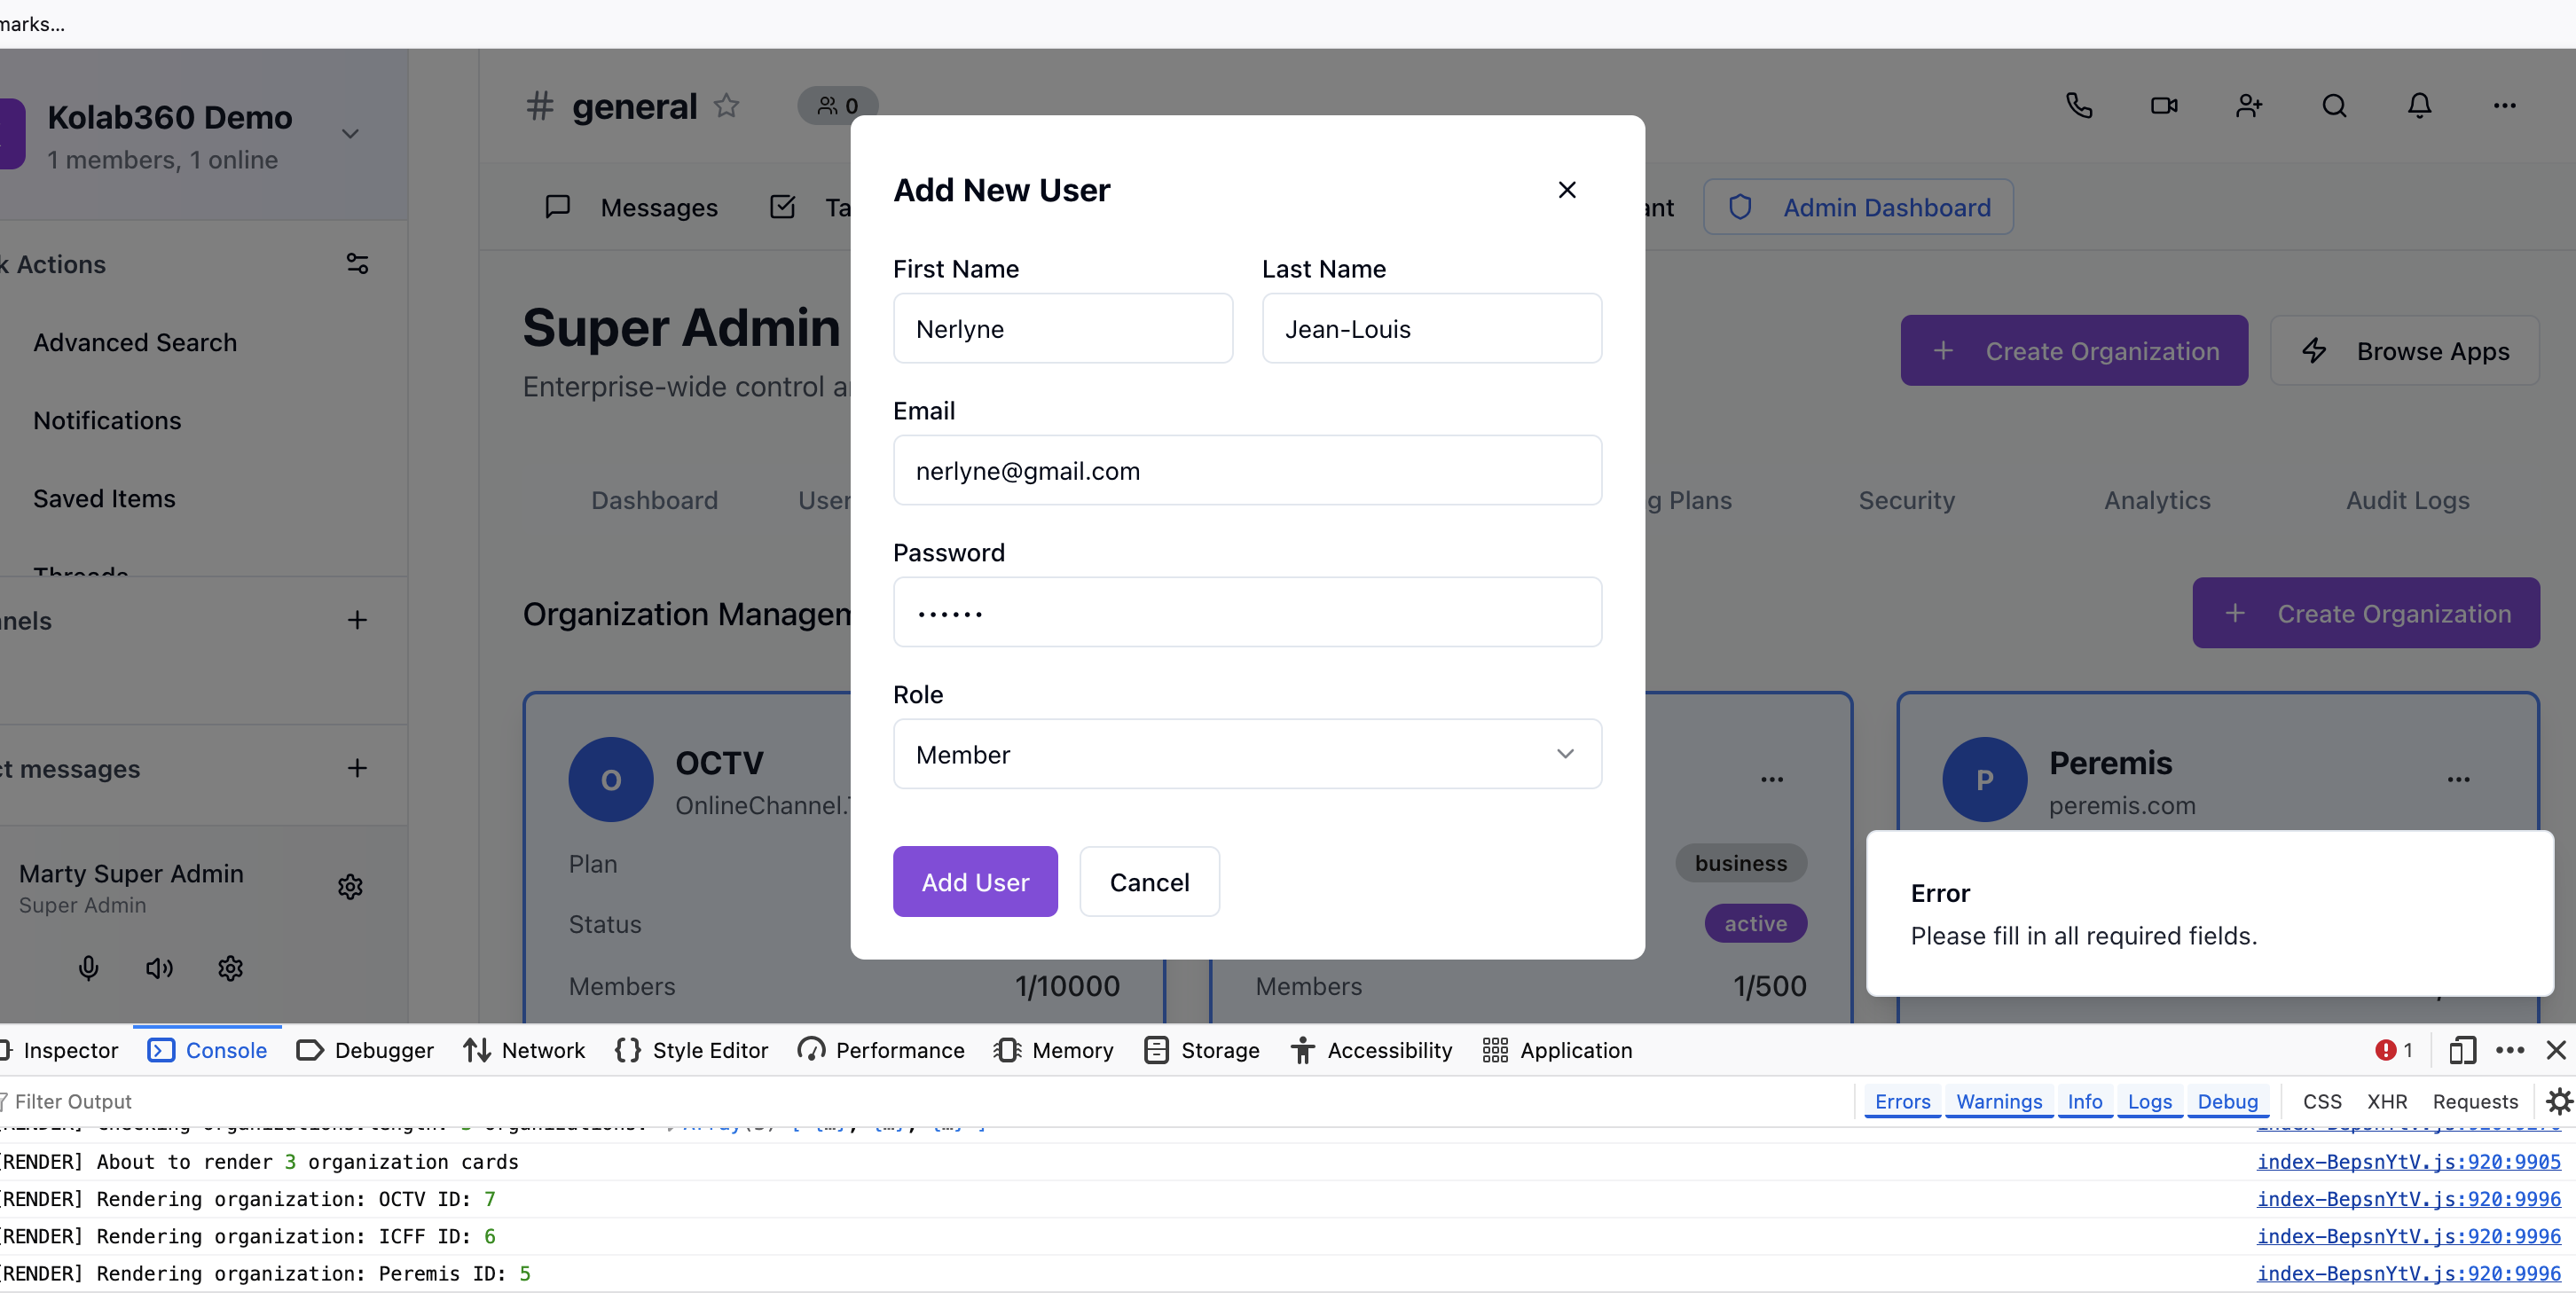 marks...
Kolab360 Demo
1 members, 1 online
# general
0
Messages
Ta
ant
Admin Dashboard
k Actions
Advanced Search
Notifications
Saved Items
Threads
nnels
ct messages
Marty Super Admin
Super Admin
Super Admin
Enterprise-wide control a
+ Create Organization
Browse Apps
Dashboard
User
g Plans
Security
Analytics
Audit Logs
Organization Managem
+ Create Organization
O
OCTV
OnlineChannel.T
Plan
Status
Members
1/10000
business
active
Members
1/500
P
Peremis
peremis.com
Add New User
First Name
Last Name
Nerlyne
Jean-Louis
Email
nerlyne@gmail.com
Password
••••••
Role
Member
Add User
Cancel
Error
Please fill in all required fields.
Inspector
Console
Debugger
Network
Style Editor
Performance
Memory
Storage
Accessibility
Application
1
Filter Output
Errors
Warnings
Info
Logs
Debug
CSS
XHR
Requests
[RENDER] About to render 3 organization cards
index-BepsnYtV.js:920:9905
[RENDER] Rendering organization: OCTV ID: 7
index-BepsnYtV.js:920:9996
[RENDER] Rendering organization: ICFF ID: 6
index-BepsnYtV.js:920:9996
[RENDER] Rendering organization: Peremis ID: 5
index-BepsnYtV.js:920:9996